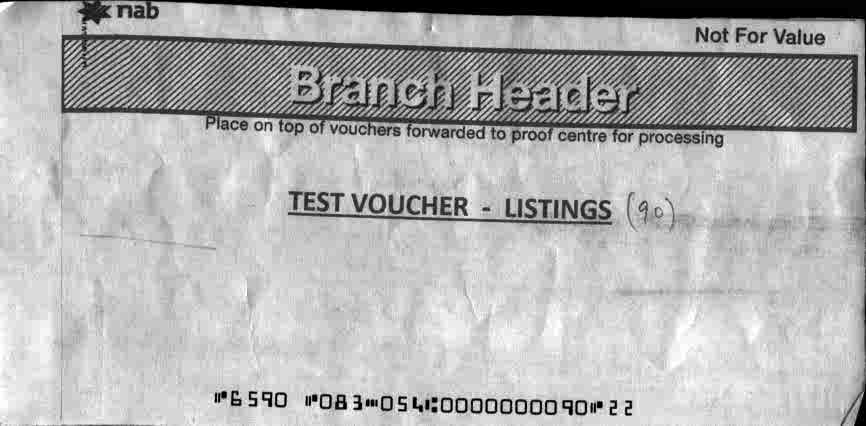 nab
Not For Value
Branch Header
Place on top of vouchers forwarded to proof centre for processing
TEST VOUCHER - LISTINGS (90)
⑈6590 ⑈083⑉054⑆0000000090⑈22